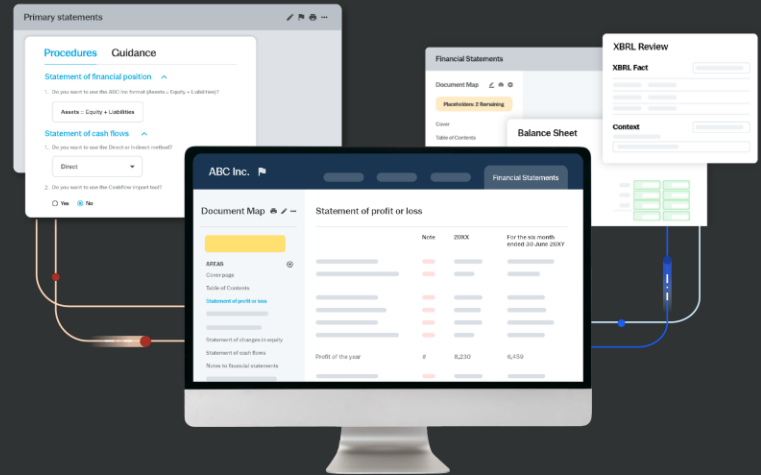 Primary statements
Procedures Guidance
Statement of financial position
1. Do you want to use the ABC Inc format (Assets = Equity + Liabilities)?
Assets = Equity + Liabilities
Statement of cash flows
1. Do you want to use the Direct or Indirect method?
Direct
2. Do you want to use the Cashflow import tool?
Yes No
Financial Statements
Document Map
Placeholders: 2 Remaining
Cover
Table of Contents
Balance Sheet
XBRL Review
XBRL Fact
Context
ABC Inc.
Financial Statements
Document Map
AREAS
Cover page
Table of Contents
Statement of profit or loss
Statement of changes in equity
Statement of cash flows
Notes to financial statements
Statement of profit or loss
Note 20XX For the six month
ended 30 June 20XY
Profit of the year # 8,230 6,459